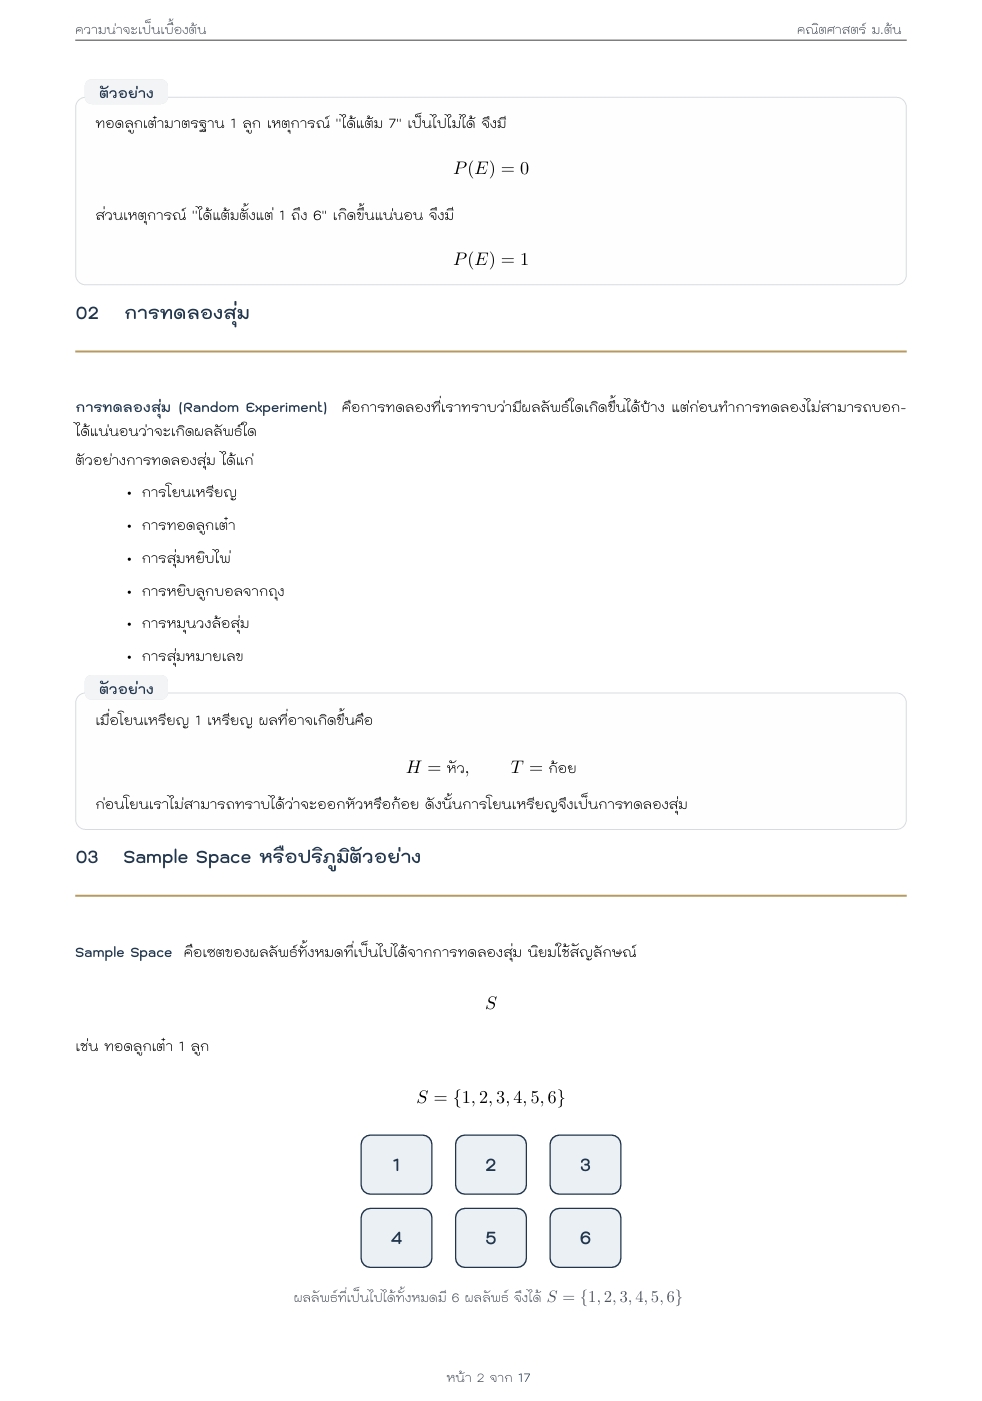 ความน่าจะเป็นเบื้องต้น
คณิตศาสตร์ ม.ต้น
ตัวอย่าง
ทอดลูกเต๋ามาตรฐาน 1 ลูก เหตุการณ์ "ได้แต้ม 7" เป็นไปไม่ได้ จึงมี
P(E) = 0
ส่วนเหตุการณ์ "ได้แต้มตั้งแต่ 1 ถึง 6" เกิดขึ้นแน่นอน จึงมี
P(E) = 1
02 การทดลองสุ่ม
การทดลองสุ่ม (Random Experiment) คือการทดลองที่เราทราบว่ามีผลลัพธ์ใดเกิดขึ้นได้บ้าง แต่ก่อนทำการทดลองไม่สามารถบอก-
ได้แน่นอนว่าจะเกิดผลลัพธ์ใด
ตัวอย่างการทดลองสุ่ม ได้แก่
• การโยนเหรียญ
• การทอดลูกเต๋า
• การสุ่มหยิบไพ่
• การหยิบลูกบอลจากถุง
• การหมุนวงล้อสุ่ม
• การสุ่มหมายเลข
ตัวอย่าง
เมื่อโยนเหรียญ 1 เหรียญ ผลที่อาจเกิดขึ้นคือ
H = หัว, T = ก้อย
ก่อนโยนเราไม่สามารถทราบได้ว่าจะออกหัวหรือก้อย ดังนั้นการโยนเหรียญจึงเป็นการทดลองสุ่ม
03 Sample Space หรือปริภูมิตัวอย่าง
Sample Space คือเซตของผลลัพธ์ทั้งหมดที่เป็นไปได้จากการทดลองสุ่ม นิยมใช้สัญลักษณ์
S
เช่น ทอดลูกเต๋า 1 ลูก
S = {1, 2, 3, 4, 5, 6}
1 2 3
4 5 6
ผลลัพธ์ที่เป็นไปได้ทั้งหมดมี 6 ผลลัพธ์ จึงได้ S = {1, 2, 3, 4, 5, 6}
หน้า 2 จาก 17